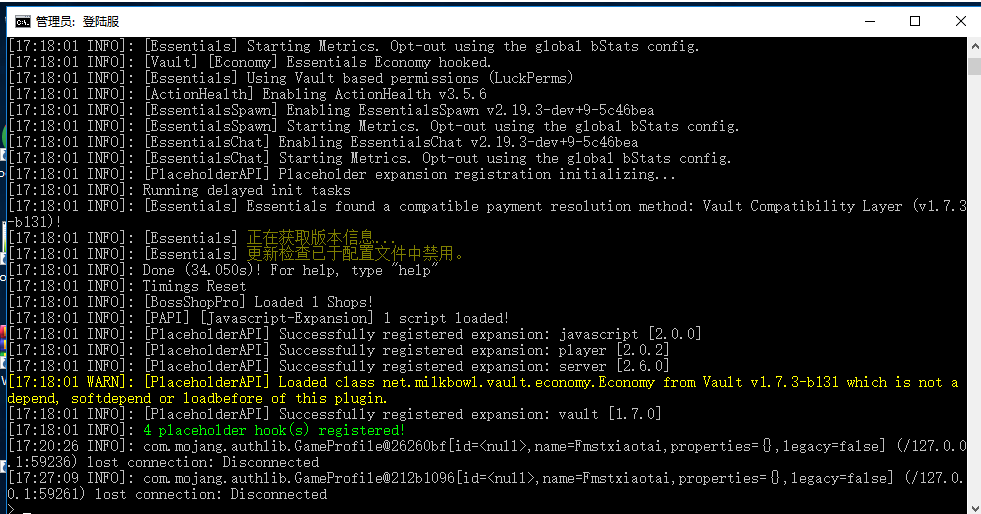 管理员: 登陆服
[17:18:01 INFO]: [Essentials] Starting Metrics. Opt-out using the global bStats config.
[17:18:01 INFO]: [Vault] [Economy] Essentials Economy hooked.
[17:18:01 INFO]: [Essentials] Using Vault based permissions (LuckPerms)
[17:18:01 INFO]: [ActionHealth] Enabling ActionHealth v3.5.6
[17:18:01 INFO]: [EssentialsSpawn] Enabling EssentialsSpawn v2.19.3-dev+9-5c46bea
[17:18:01 INFO]: [EssentialsSpawn] Starting Metrics. Opt-out using the global bStats config.
[17:18:01 INFO]: [EssentialsChat] Enabling EssentialsChat v2.19.3-dev+9-5c46bea
[17:18:01 INFO]: [EssentialsChat] Starting Metrics. Opt-out using the global bStats config.
[17:18:01 INFO]: [PlaceholderAPI] Placeholder expansion registration initializing...
[17:18:01 INFO]: Running delayed init tasks
[17:18:01 INFO]: [Essentials] Essentials found a compatible payment resolution method: Vault Compatibility Layer (v1.7.3
-b131)!
[17:18:01 INFO]: [Essentials] 正在获取版本信息...
[17:18:01 INFO]: [Essentials] 更新检查已于配置文件中禁用。
[17:18:01 INFO]: Done (34.050s)! For help, type "help"
[17:18:01 INFO]: Timings Reset
[17:18:01 INFO]: [BossShopPro] Loaded 1 Shops!
[17:18:01 INFO]: [PAPI] [Javascript-Expansion] 1 script loaded!
[17:18:01 INFO]: [PlaceholderAPI] Successfully registered expansion: javascript [2.0.0]
[17:18:01 INFO]: [PlaceholderAPI] Successfully registered expansion: player [2.0.2]
[17:18:01 INFO]: [PlaceholderAPI] Successfully registered expansion: server [2.6.0]
[17:18:01 WARN]: [PlaceholderAPI] Loaded class net.milkbowl.vault.economy.Economy from Vault v1.7.3-b131 which is not a
depend, softdepend or loadbefore of this plugin.
[17:18:01 INFO]: [PlaceholderAPI] Successfully registered expansion: vault [1.7.0]
[17:18:01 INFO]: 4 placeholder hook(s) registered!
[17:20:26 INFO]: com.mojang.authlib.GameProfile@26260bf[id=<null>,name=Fmstxiaotai,properties={},legacy=false] (/127.0.0
.1:59236) lost connection: Disconnected
[17:27:09 INFO]: com.mojang.authlib.GameProfile@212b1096[id=<null>,name=Fmstxiaotai,properties={},legacy=false] (/127.0.
0.1:59261) lost connection: Disconnected
>